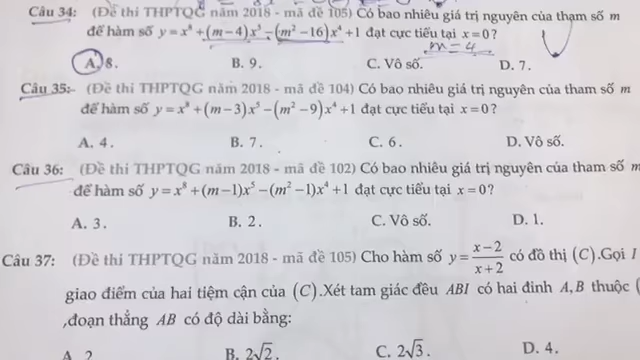 Câu 34: (Đề thi THPTQG năm 2018 - mã đề 105) Có bao nhiêu giá trị nguyên của tham số m
để hàm số y = x⁸ + (m−4)x⁵ − (m²−16)x⁴ + 1 đạt cực tiểu tại x = 0?
m = 4
A. 8. B. 9. C. Vô số. D. 7.
Câu 35: (Đề thi THPTQG năm 2018 - mã đề 104) Có bao nhiêu giá trị nguyên của tham số m
để hàm số y = x⁸ + (m−3)x⁵ − (m²−9)x⁴ + 1 đạt cực tiểu tại x = 0?
A. 4. B. 7. C. 6. D. Vô số.
Câu 36: (Đề thi THPTQG năm 2018 - mã đề 102) Có bao nhiêu giá trị nguyên của tham số m
để hàm số y = x⁸ + (m−1)x⁵ − (m²−1)x⁴ + 1 đạt cực tiểu tại x = 0?
A. 3. B. 2. C. Vô số. D. 1.
Câu 37: (Đề thi THPTQG năm 2018 - mã đề 105) Cho hàm số y = (x−2)/(x+2) có đồ thị (C).Gọi I
giao điểm của hai tiệm cận của (C).Xét tam giác đều ABI có hai đỉnh A,B thuộc (
,đoạn thẳng AB có độ dài bằng:
A. 2 B. 2√2. C. 2√3. D. 4.